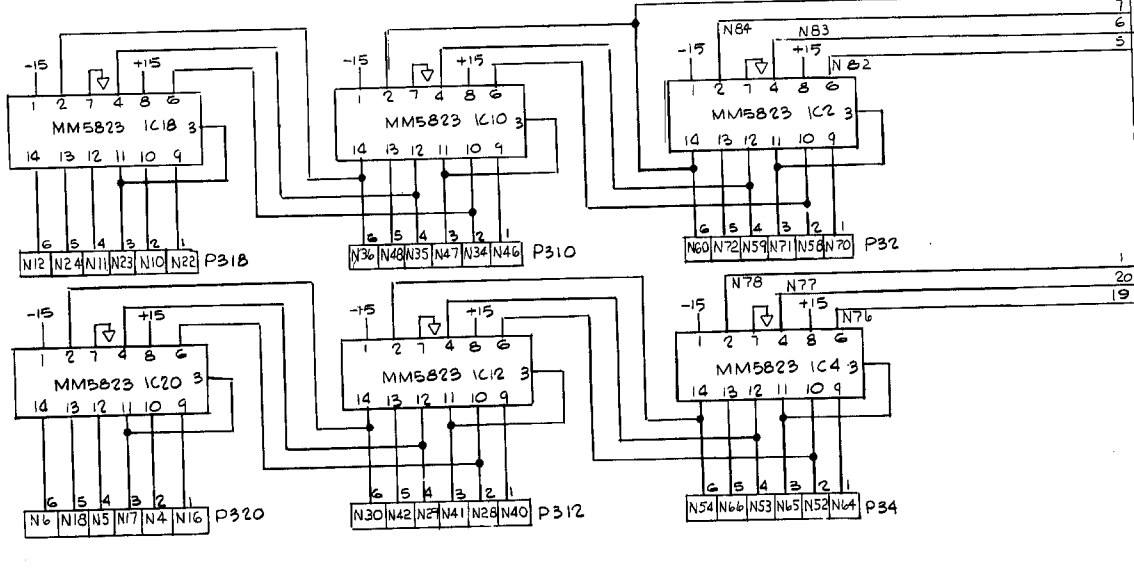 7
N84 N83 6
-15 -15 -15 +15 5
+15 +15 N82
1 2 7 4 8 6 1 2 7 4 8 6 1 2 7 4 8 6
MM5823 IC18 3 MM5823 IC10 3 MM5823 IC2 3
14 13 12 11 10 9 14 13 12 11 10 9 14 13 12 11 10 9
6 5 4 3 2 1 6 5 4 3 2 1 6 5 4 3 2 1
N12 N24 N11 N23 N10 N22 P318 N36 N48 N35 N47 N34 N46 P310 N60 N72 N59 N71 N58 N70 P32
1
N78 N77 20
-15 +15 -15 +15 -15 +15 19
N76
1 2 7 4 8 6 1 2 7 4 8 6 1 2 7 4 8 6
MM5823 IC20 3 MM5823 IC12 3 MM5823 IC4 3
14 13 12 11 10 9 14 13 12 11 10 9 14 13 12 11 10 9
6 5 4 3 2 1 6 5 4 3 2 1 6 5 4 3 2 1
N6 N18 N5 N17 N4 N16 P320 N30 N42 N29 N41 N28 N40 P312 N54 N66 N53 N65 N52 N64 P34